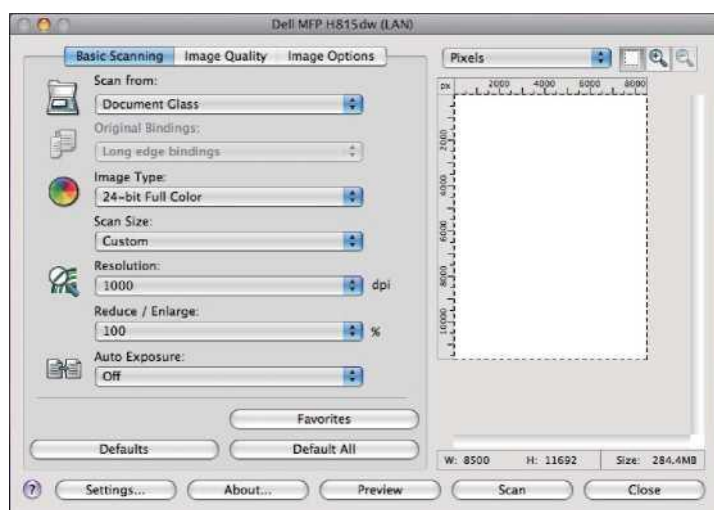 Dell MFP H815dw (LAN)
Basic Scanning Image Quality Image Options
Scan from:
Document Glass
Original Bindings:
Long edge bindings
Image Type:
24-bit Full Color
Scan Size:
Custom
Resolution:
1000 dpi
Reduce / Enlarge:
100 %
Auto Exposure:
Off
Favorites
Defaults Default All
Pixels
px 2000 4000 6000 8000
2000
4000
6000
8000
10000
W: 8500 H: 11692 Size: 284.4MB
? Settings... About... Preview Scan Close